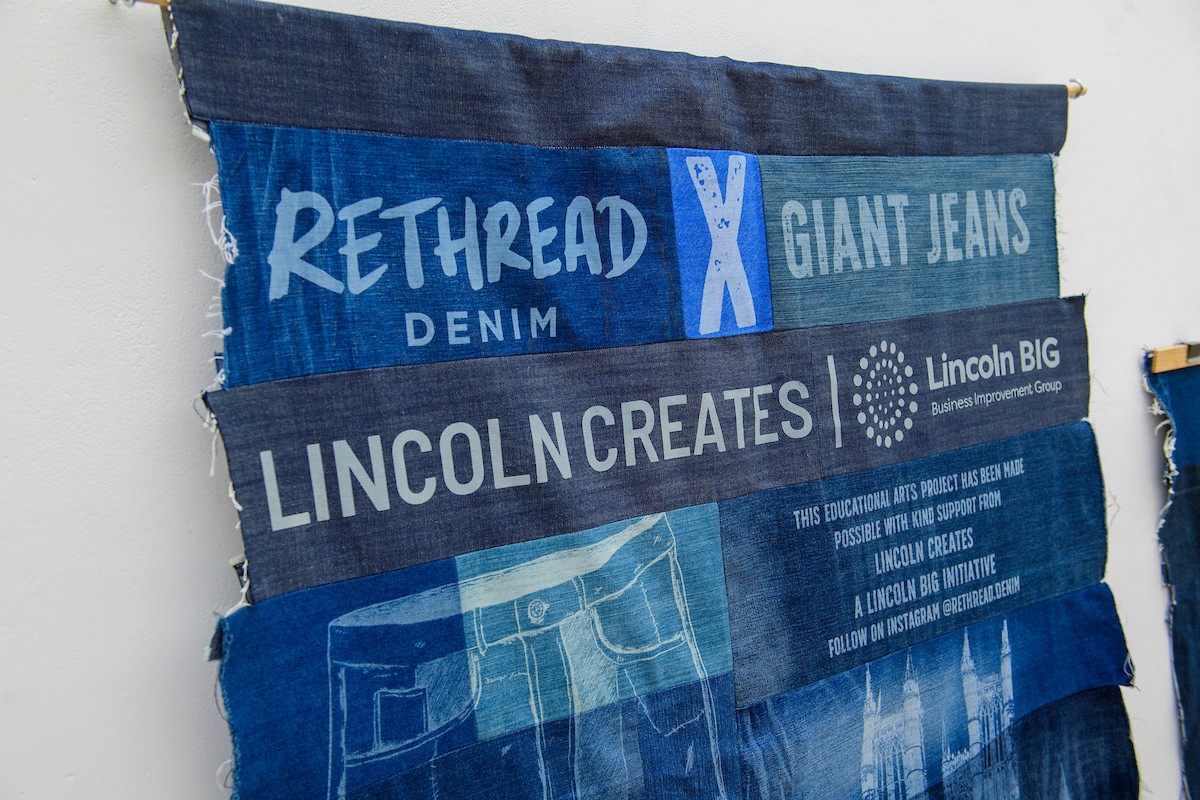 RETHREAD X GIANT JEANS
DENIM
LINCOLN CREATES | Lincoln BIG
Business Improvement Group
THIS EDUCATIONAL ARTS PROJECT HAS BEEN MADE
POSSIBLE WITH KIND SUPPORT FROM
LINCOLN CREATES
A LINCOLN BIG INITIATIVE
FOLLOW ON INSTAGRAM @RETHREAD.DENIM